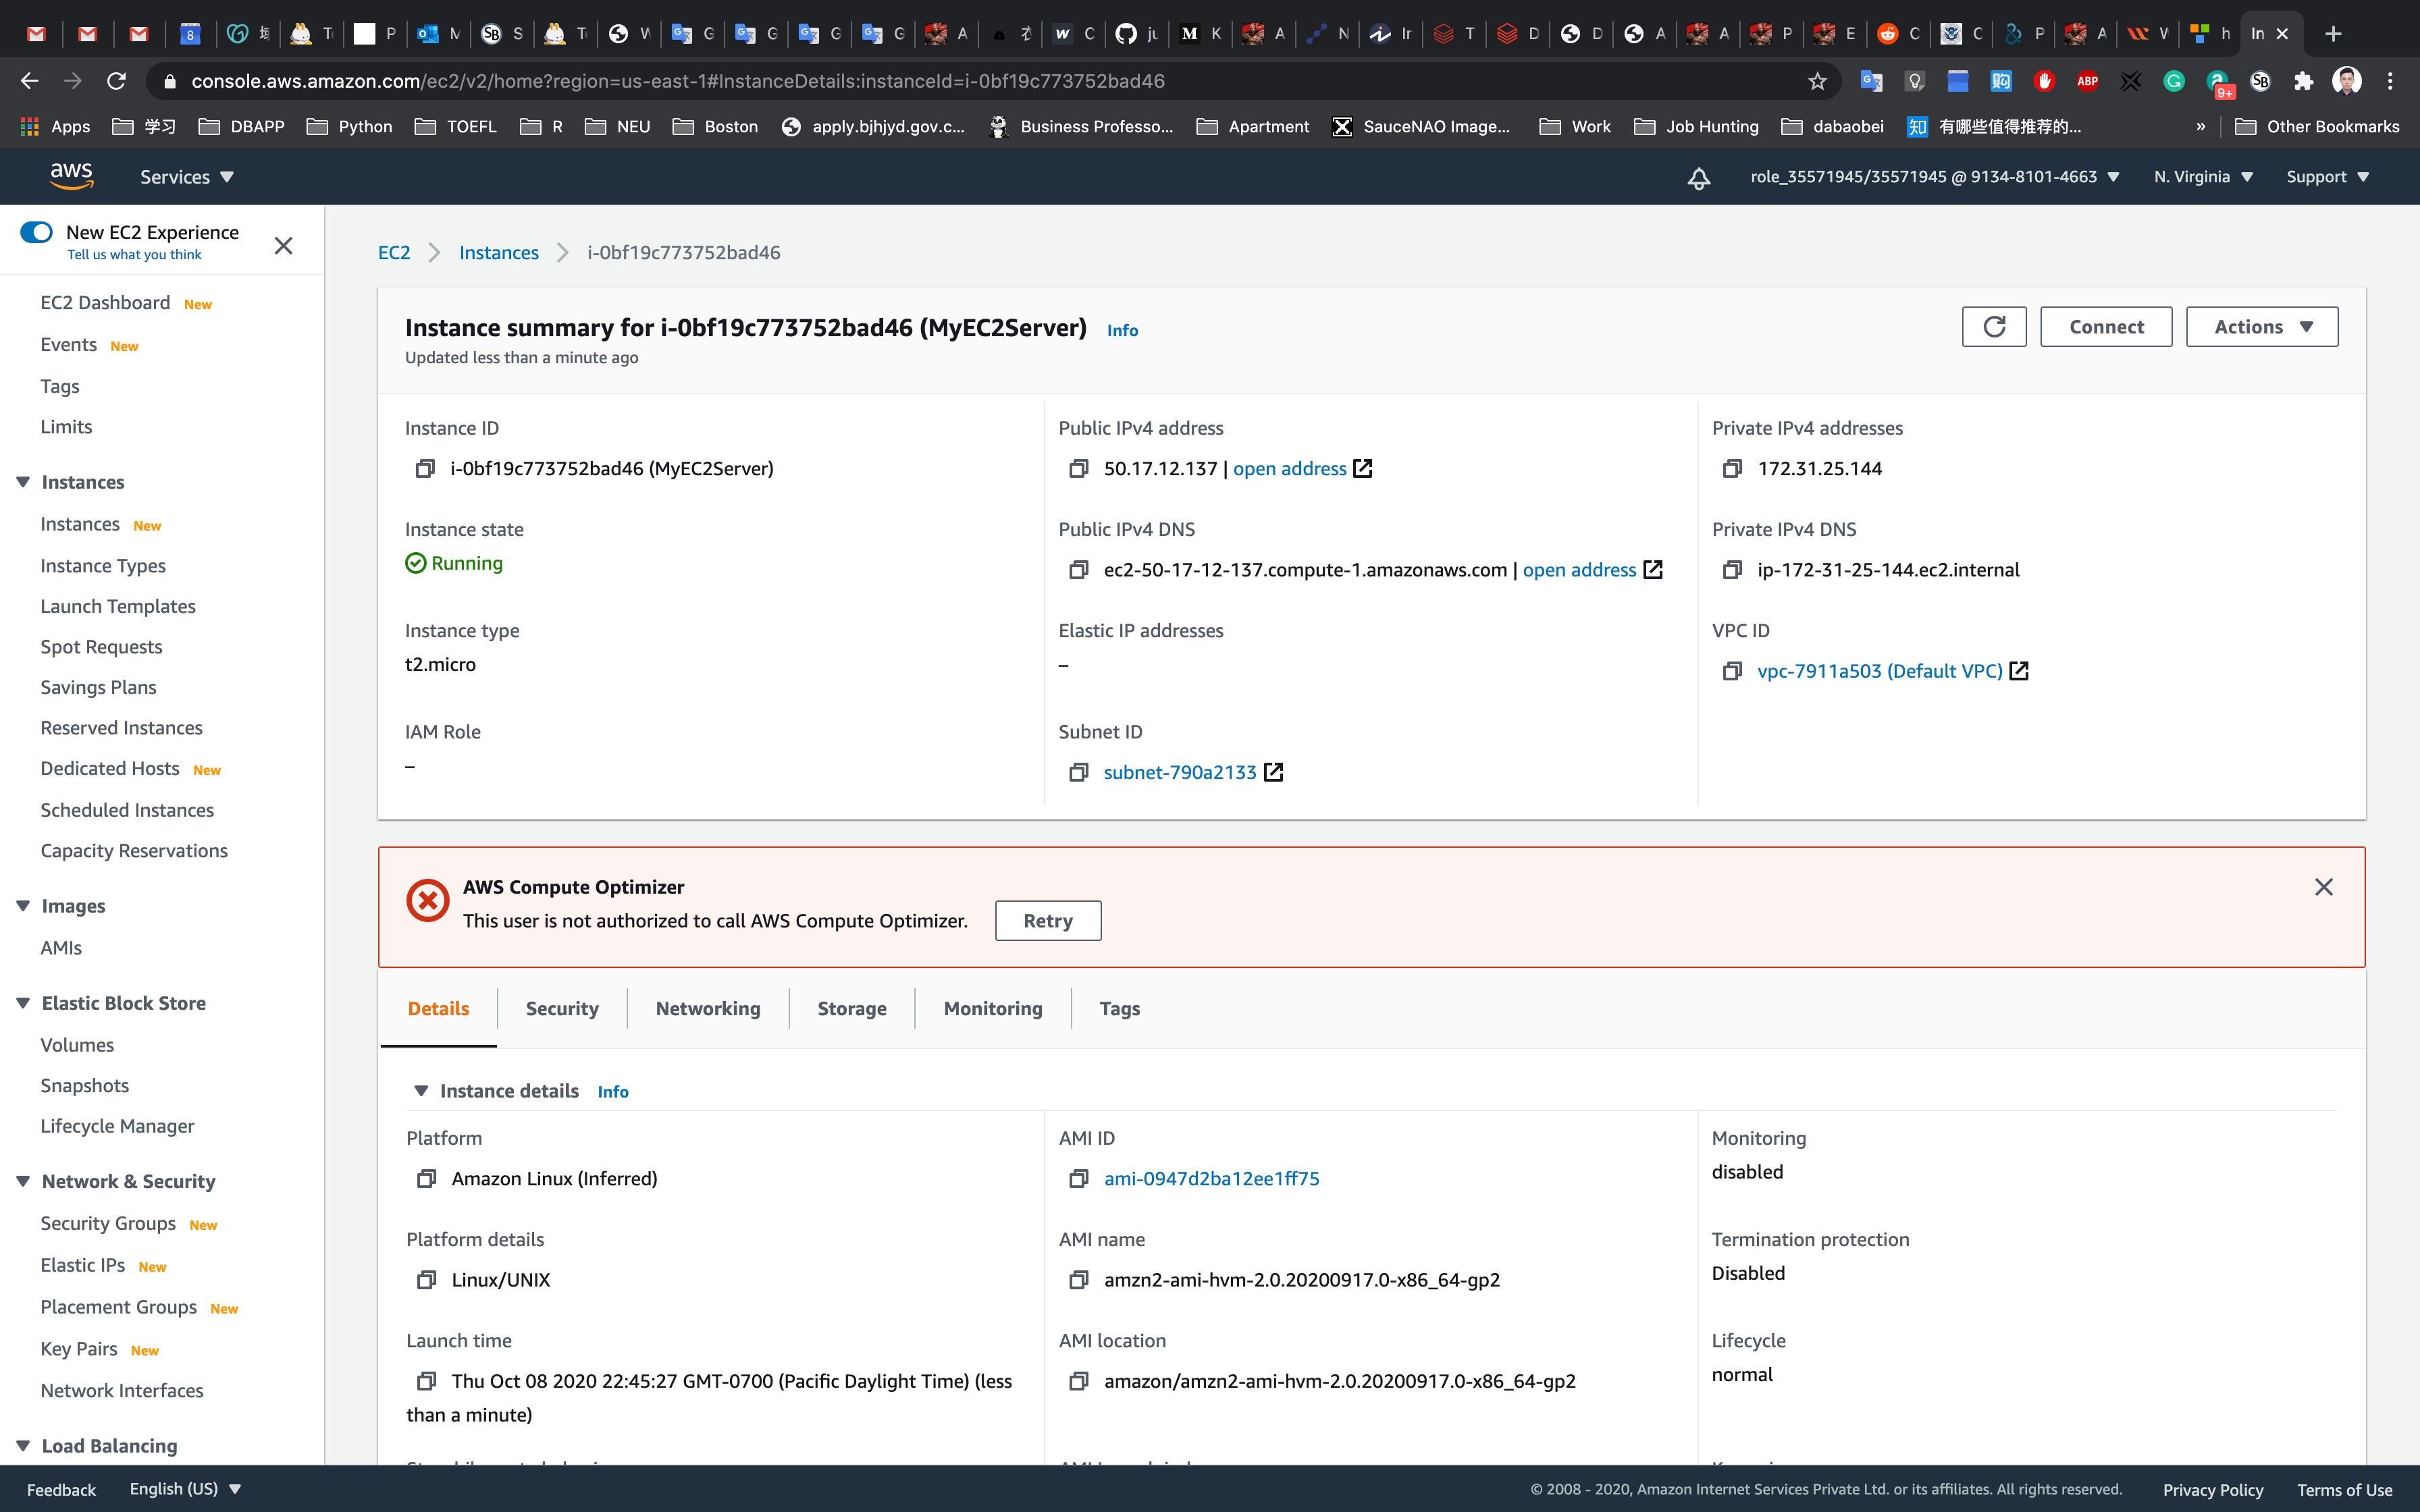 console.aws.amazon.com/ec2/v2/home?region=us-east-1#InstanceDetails:instanceId=i-0bf19c773752bad46
Apps 学习 DBAPP Python TOEFL R NEU Boston apply.bjhjyd.gov.c... Business Professo... Apartment SauceNAO Image... Work Job Hunting dabaobei 有哪些值得推荐的... » Other Bookmarks
aws Services role_35571945/35571945 @ 9134-8101-4663 N. Virginia Support
New EC2 Experience
Tell us what you think
EC2 Dashboard New
Events New
Tags
Limits
Instances
Instances New
Instance Types
Launch Templates
Spot Requests
Savings Plans
Reserved Instances
Dedicated Hosts New
Scheduled Instances
Capacity Reservations
Images
AMIs
Elastic Block Store
Volumes
Snapshots
Lifecycle Manager
Network & Security
Security Groups New
Elastic IPs New
Placement Groups New
Key Pairs New
Network Interfaces
Load Balancing
EC2 Instances i-0bf19c773752bad46
Instance summary for i-0bf19c773752bad46 (MyEC2Server) Info
Updated less than a minute ago
Connect
Actions
Instance ID
i-0bf19c773752bad46 (MyEC2Server)
Public IPv4 address
50.17.12.137 | open address
Private IPv4 addresses
172.31.25.144
Instance state
Running
Public IPv4 DNS
ec2-50-17-12-137.compute-1.amazonaws.com | open address
Private IPv4 DNS
ip-172-31-25-144.ec2.internal
Instance type
t2.micro
Elastic IP addresses
–
VPC ID
vpc-7911a503 (Default VPC)
IAM Role
–
Subnet ID
subnet-790a2133
AWS Compute Optimizer
This user is not authorized to call AWS Compute Optimizer. Retry
Details Security Networking Storage Monitoring Tags
Instance details Info
Platform
Amazon Linux (Inferred)
AMI ID
ami-0947d2ba12ee1ff75
Monitoring
disabled
Platform details
Linux/UNIX
AMI name
amzn2-ami-hvm-2.0.20200917.0-x86_64-gp2
Termination protection
Disabled
Launch time
Thu Oct 08 2020 22:45:27 GMT-0700 (Pacific Daylight Time) (less
than a minute)
AMI location
amazon/amzn2-ami-hvm-2.0.20200917.0-x86_64-gp2
Lifecycle
normal
Feedback English (US) © 2008 - 2020, Amazon Internet Services Private Ltd. or its affiliates. All rights reserved. Privacy Policy Terms of Use